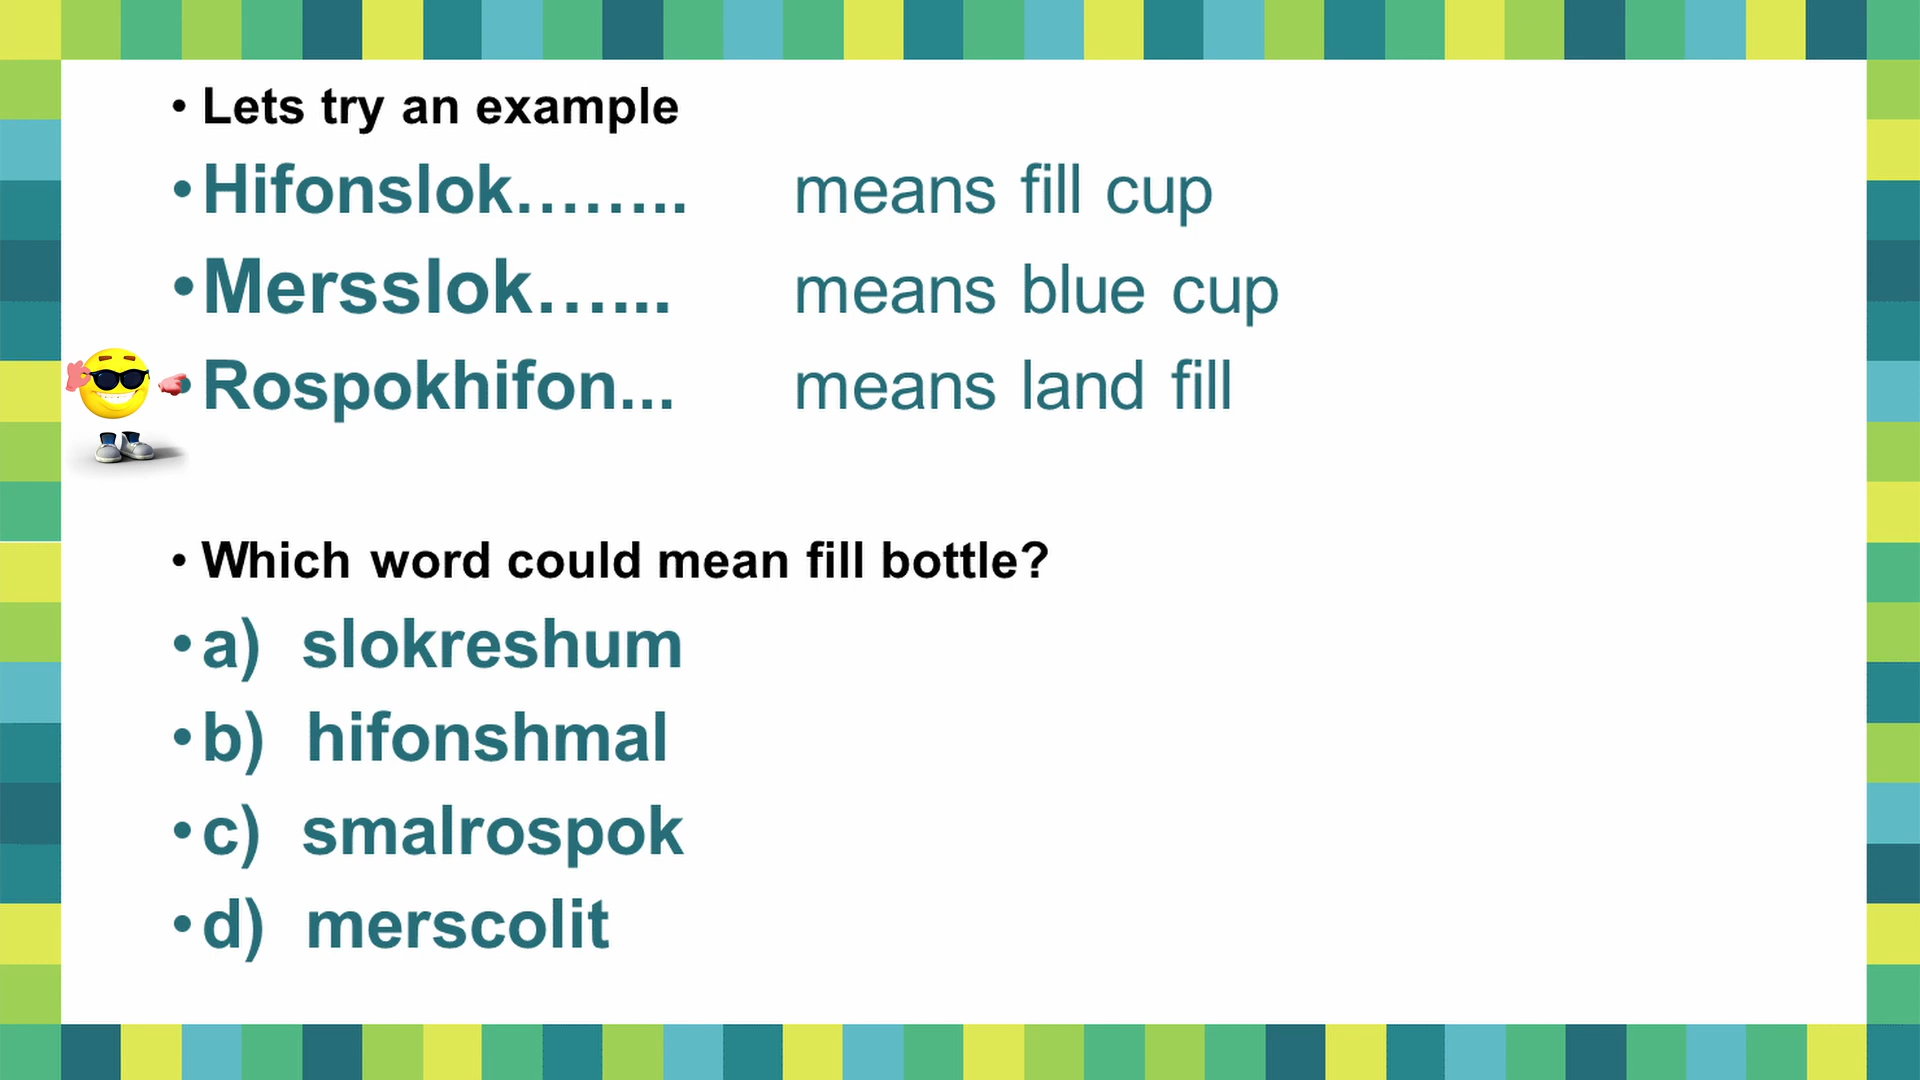 • Lets try an example
• Hifonslok…….. means fill cup
• Mersslok…... means blue cup
• Rospokhifon... means land fill
• Which word could mean fill bottle?
• a) slokreshum
• b) hifonshmal
• c) smalrospok
• d) merscolit